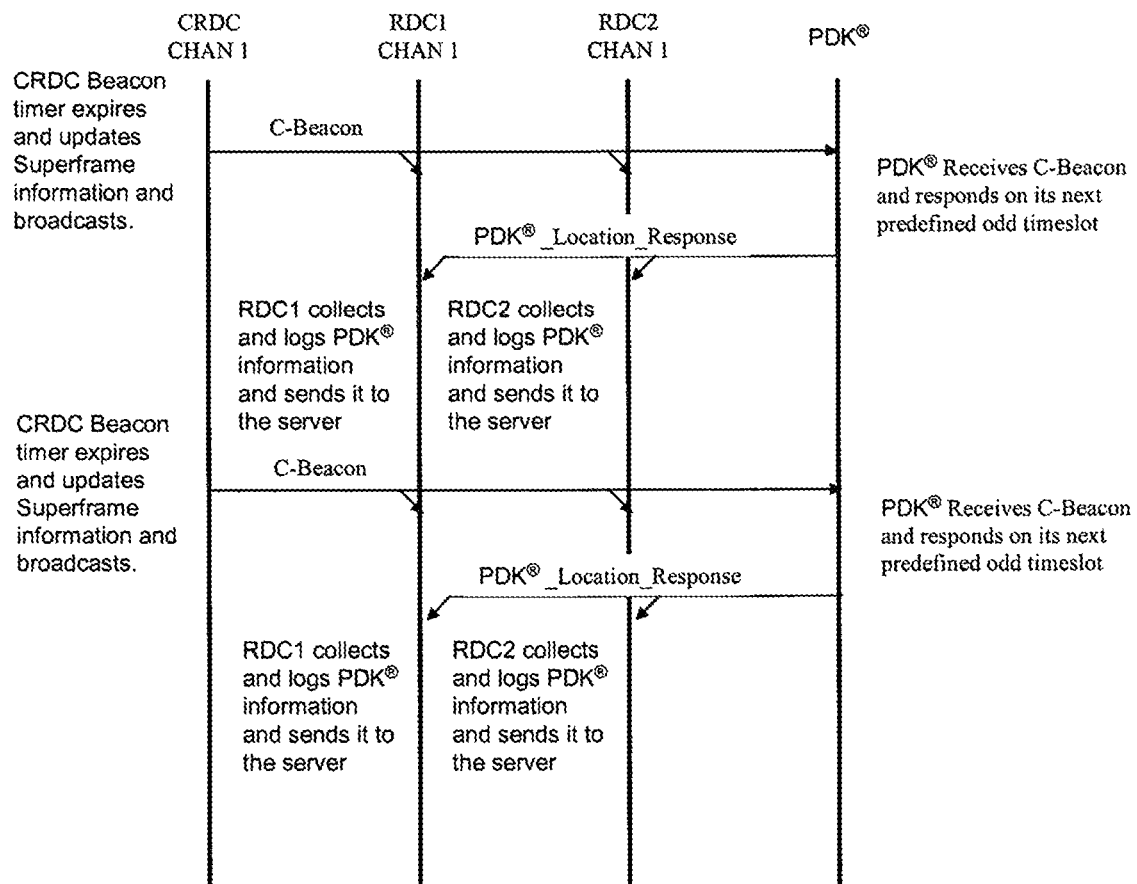 CRDC
CHAN 1
RDC1
CHAN 1
RDC2
CHAN 1
PDK®
CRDC Beacon
timer expires
and updates
Superframe
information and
broadcasts.
C-Beacon
PDK® Receives C-Beacon
and responds on its next
predefined odd timeslot
PDK® _Location_Response
RDC1 collects
and logs PDK®
information
and sends it to
the server
RDC2 collects
and logs PDK®
information
and sends it to
the server
CRDC Beacon
timer expires
and updates
Superframe
information and
broadcasts.
C-Beacon
PDK® Receives C-Beacon
and responds on its next
predefined odd timeslot
PDK® _Location_Response
RDC1 collects
and logs PDK®
information
and sends it to
the server
RDC2 collects
and logs PDK®
information
and sends it to
the server